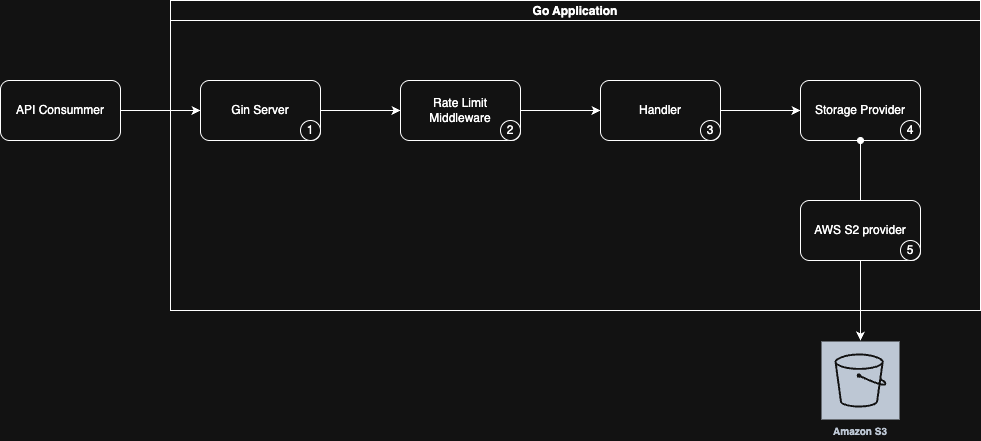 Go Application
API Consummer
Gin Server
1
Rate Limit
Middleware
2
Handler
3
Storage Provider
4
AWS S2 provider
5
Amazon S3